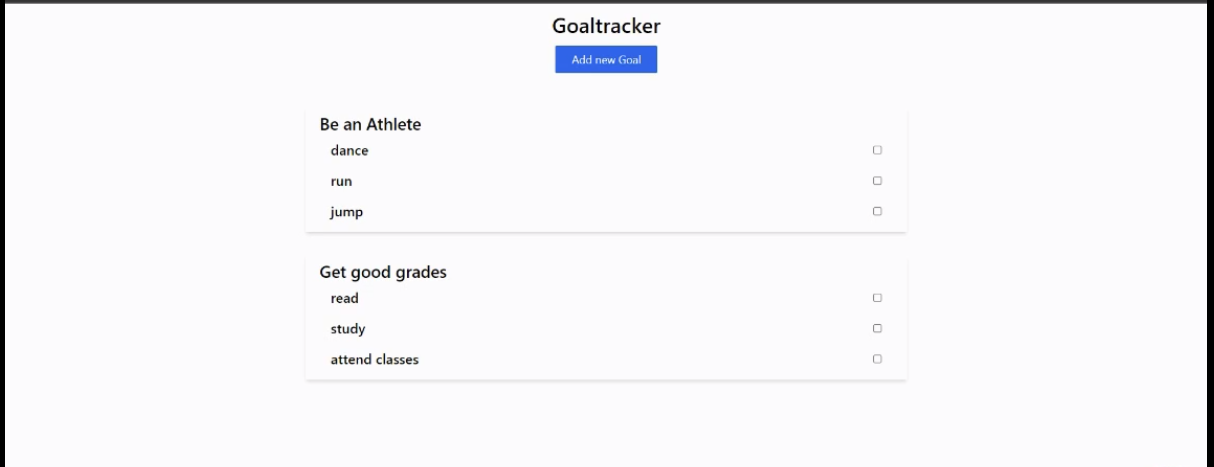 Goaltracker
Add new Goal
Be an Athlete
dance
run
jump
Get good grades
read
study
attend classes